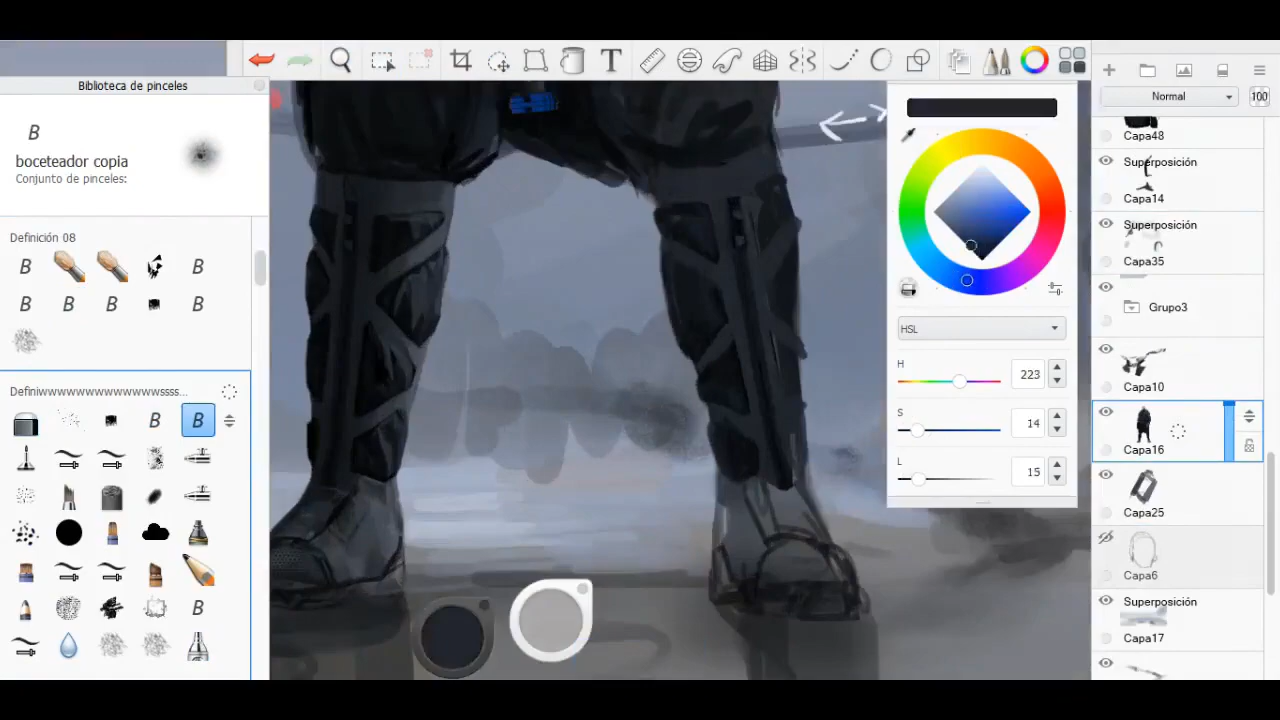 Biblioteca de pinceles
B
boceteador copia
Conjunto de pinceles:
Definición 08
B
B
B
B
B
B
Definiwwwwwwwwwwwwwwssss...
B
B
B
T
HSL
H
223
S
14
L
15
Normal
100
Capa48
Superposición
Capa14
Superposición
Capa35
Grupo3
Capa10
Capa16
Capa25
Capa6
Superposición
Capa17